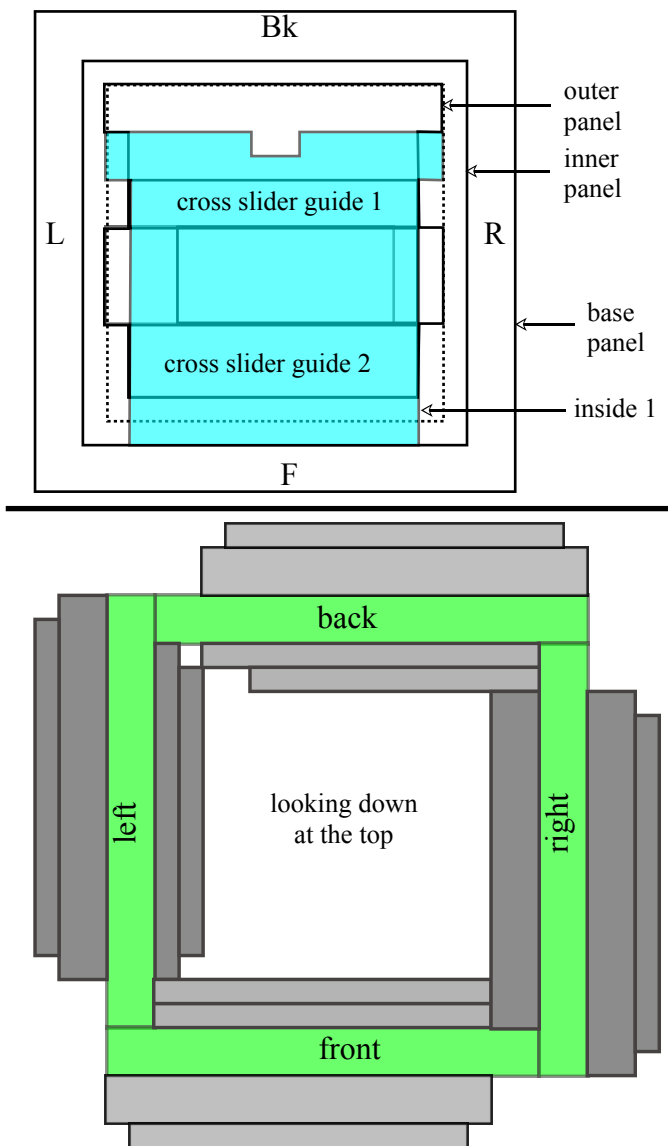 Bk
outer
panel
inner
panel
cross slider guide 1
L
R
base
panel
cross slider guide 2
inside 1
F
back
looking down
at the top
left
right
front